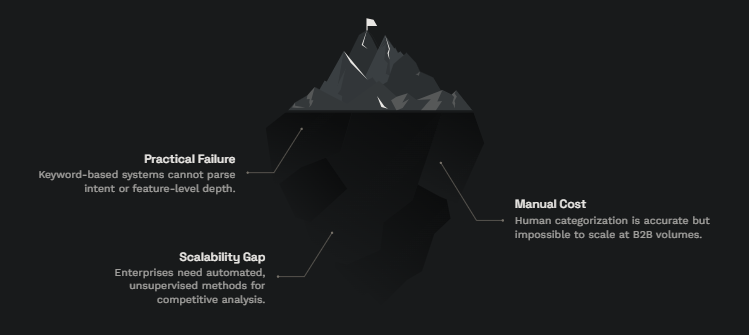 Practical Failure
Keyword-based systems cannot parse
intent or feature-level depth.
Manual Cost
Human categorization is accurate but
impossible to scale at B2B volumes.
Scalability Gap
Enterprises need automated,
unsupervised methods for
competitive analysis.